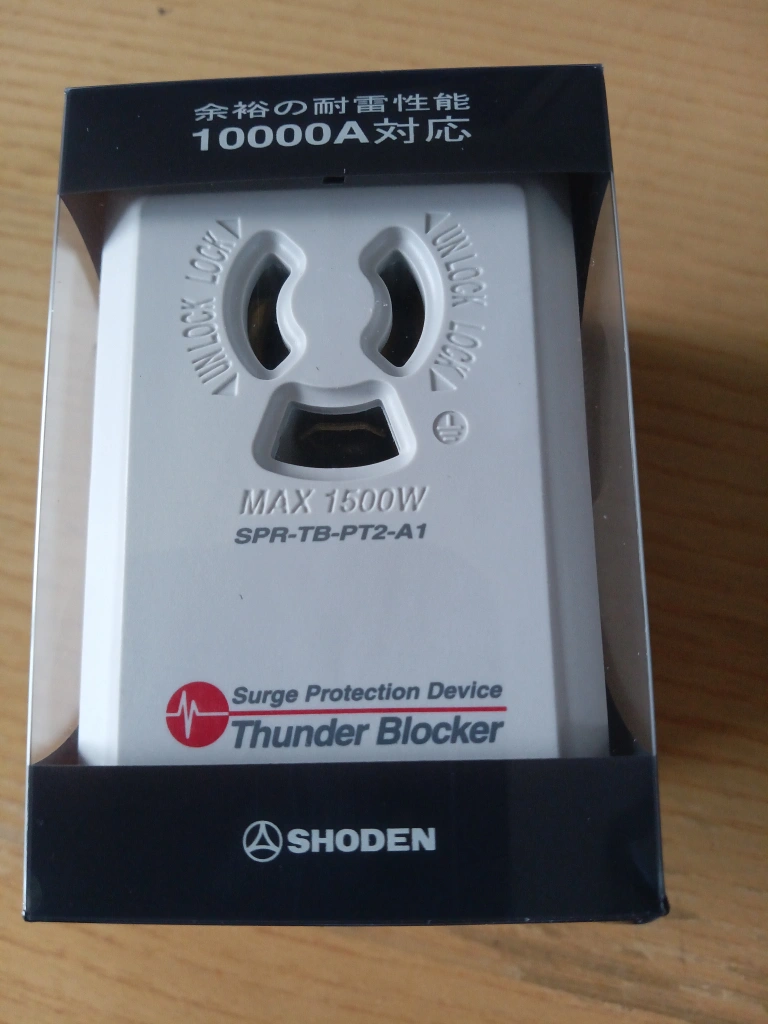 余裕の耐雷性能
10000A対応
UNLOCK LOCK
UNLOCK LOCK
MAX 1500W
SPR-TB-PT2-A1
Surge Protection Device
Thunder Blocker
SHODEN